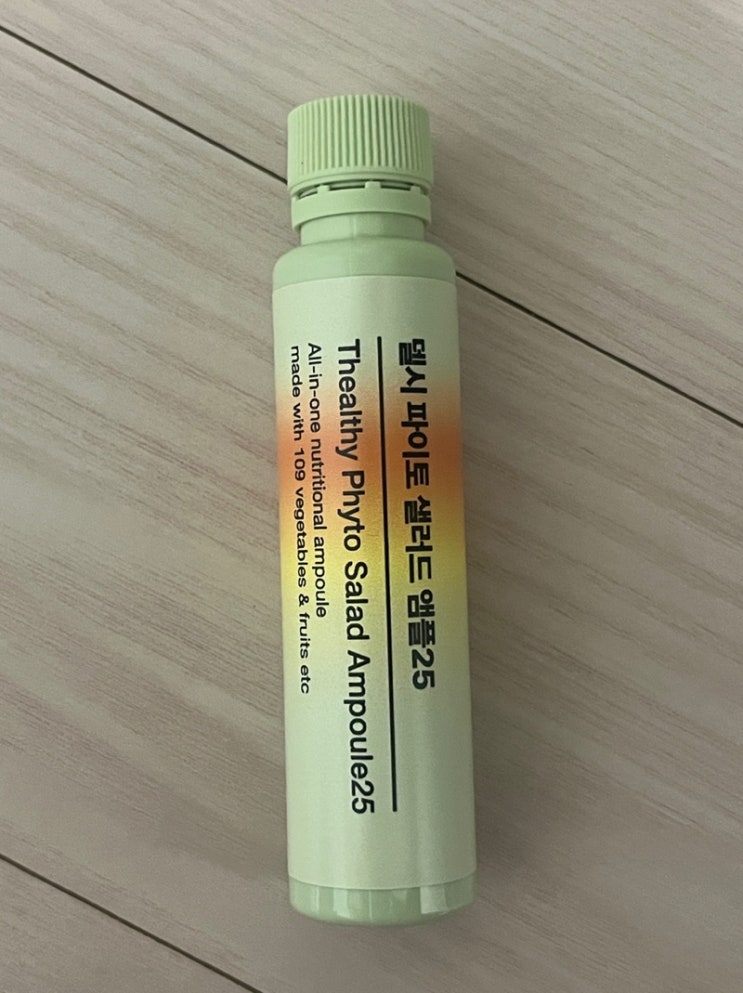 델시 파이토 샐러드 앰플25
Thealthy Phyto Salad Ampoule25
All-in-one nutritional ampoule
made with 109 vegetables & fruits etc